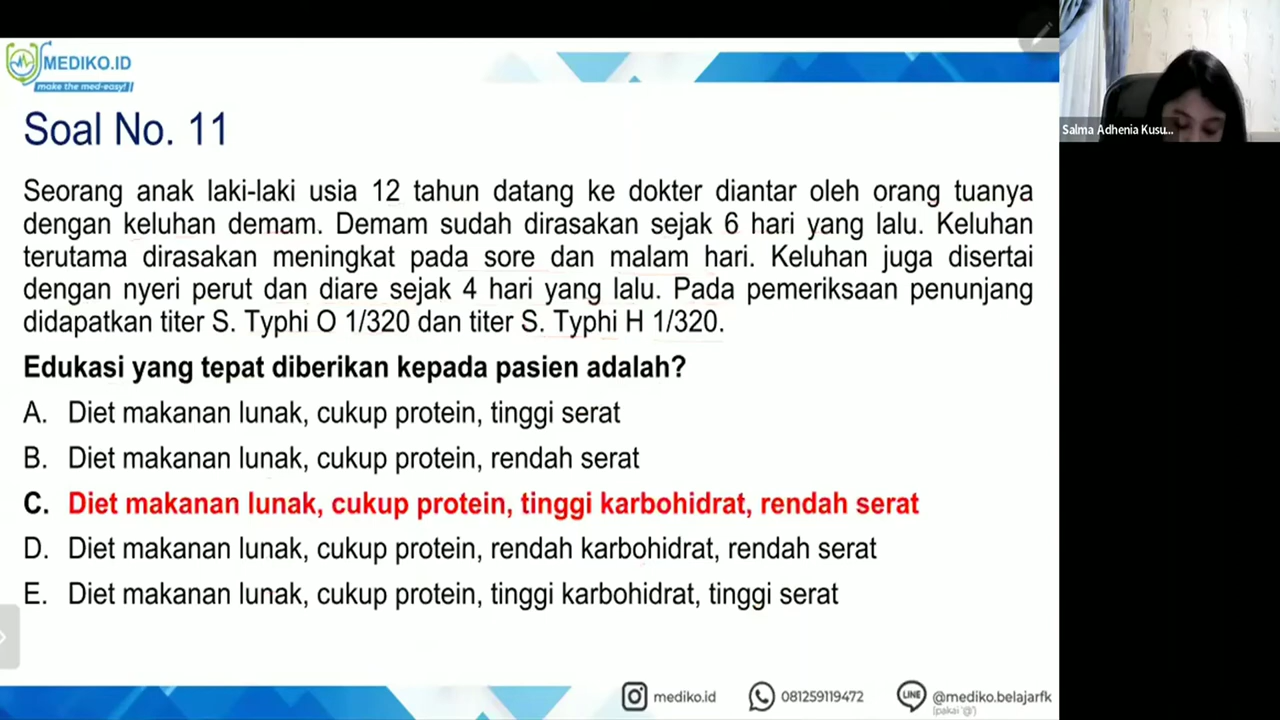 MEDIKO.ID
make the med-easy!
Soal No. 11
Seorang anak laki-laki usia 12 tahun datang ke dokter diantar oleh orang tuanya
dengan keluhan demam. Demam sudah dirasakan sejak 6 hari yang lalu. Keluhan
terutama dirasakan meningkat pada sore dan malam hari. Keluhan juga disertai
dengan nyeri perut dan diare sejak 4 hari yang lalu. Pada pemeriksaan penunjang
didapatkan titer S. Typhi O 1/320 dan titer S. Typhi H 1/320.
Edukasi yang tepat diberikan kepada pasien adalah?
A. Diet makanan lunak, cukup protein, tinggi serat
B. Diet makanan lunak, cukup protein, rendah serat
C. Diet makanan lunak, cukup protein, tinggi karbohidrat, rendah serat
D. Diet makanan lunak, cukup protein, rendah karbohidrat, rendah serat
E. Diet makanan lunak, cukup protein, tinggi karbohidrat, tinggi serat
mediko.id
081259119472
LINE
@mediko.belajarfk
(pakai '@')
Salma Adhenia Kusu...